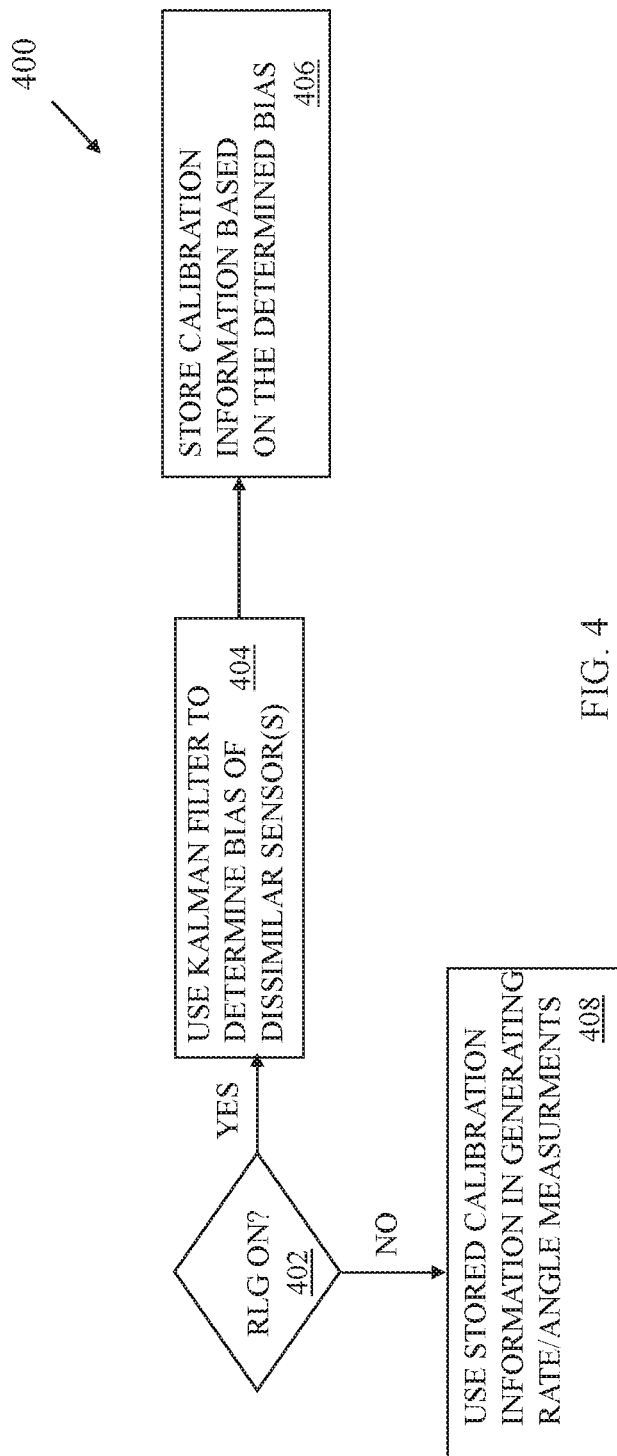 400
RLG ON?
402
YES
NO
USE KALMAN FILTER TO
DETERMINE BIAS OF
DISSIMILAR SENSOR(S)
404
STORE CALIBRATION
INFORMATION BASED
ON THE DETERMINED BIAS
406
USE STORED CALIBRATION
INFORMATION IN GENERATING
RATE/ANGLE MEASURMENTS
408
FIG. 4